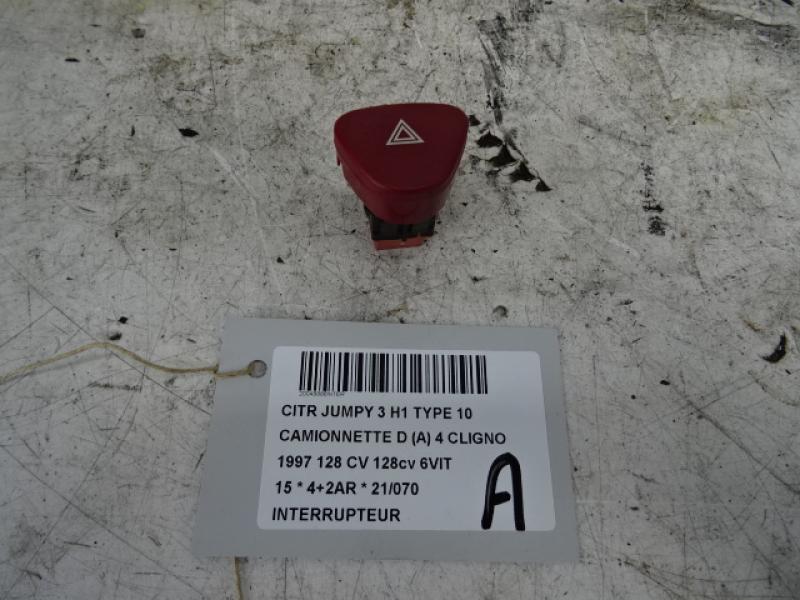 CITR JUMPY 3 H1 TYPE 10
CAMIONNETTE D (A) 4 CLIGNO
1997 128 CV 128cv 6VIT
15 * 4+2AR * 21/070
INTERRUPTEUR
A